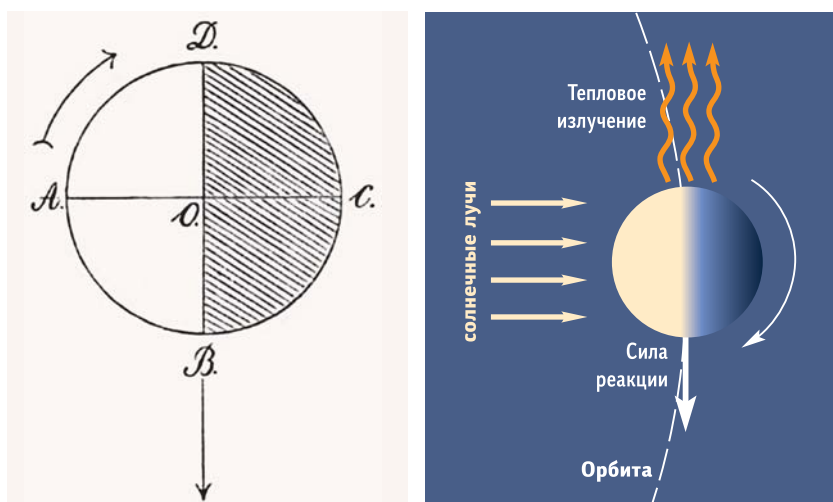 D.
A.
O.
C.
B.
Тепловое
излучение
солнечные лучи
Сила
реакции
Орбита